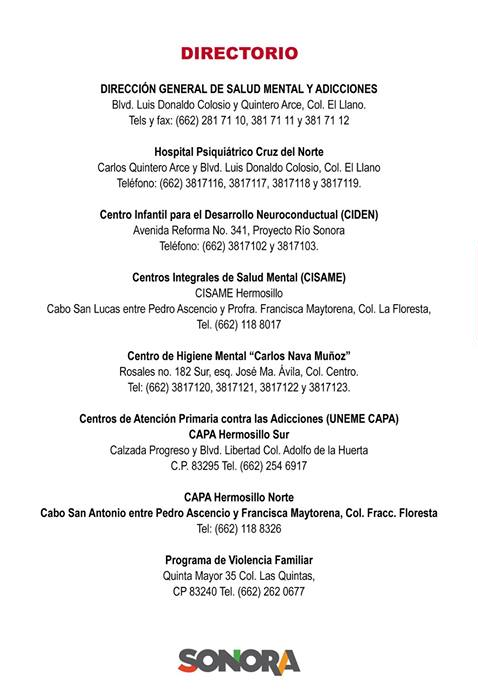 DIRECTORIO
DIRECCIÓN GENERAL DE SALUD MENTAL Y ADICCIONES
Blvd. Luis Donaldo Colosio y Quintero Arce, Col. El Llano.
Tels y fax: (662) 281 71 10, 381 71 11 y 381 71 12
Hospital Psiquiátrico Cruz del Norte
Carlos Quintero Arce y Blvd. Luis Donaldo Colosio, Col. El Llano
Teléfono: (662) 3817116, 3817117, 3817118 y 3817119.
Centro Infantil para el Desarrollo Neuroconductual (CIDEN)
Avenida Reforma No. 341, Proyecto Río Sonora
Teléfono: (662) 3817102 y 3817103.
Centros Integrales de Salud Mental (CISAME)
CISAME Hermosillo
Cabo San Lucas entre Pedro Ascencio y Profra. Francisca Maytorena, Col. La Floresta,
Tel. (662) 118 8017
Centro de Higiene Mental “Carlos Nava Muñoz”
Rosales no. 182 Sur, esq. José Ma. Ávila, Col. Centro.
Tel: (662) 3817120, 3817121, 3817122 y 3817123.
Centros de Atención Primaria contra las Adicciones (UNEME CAPA)
CAPA Hermosillo Sur
Calzada Progreso y Blvd. Libertad Col. Adolfo de la Huerta
C.P. 83295 Tel. (662) 254 6917
CAPA Hermosillo Norte
Cabo San Antonio entre Pedro Ascencio y Francisca Maytorena, Col. Fracc. Floresta
Tel: (662) 118 8326
Programa de Violencia Familiar
Quinta Mayor 35 Col. Las Quintas,
CP 83240 Tel. (662) 262 0677
SONORA